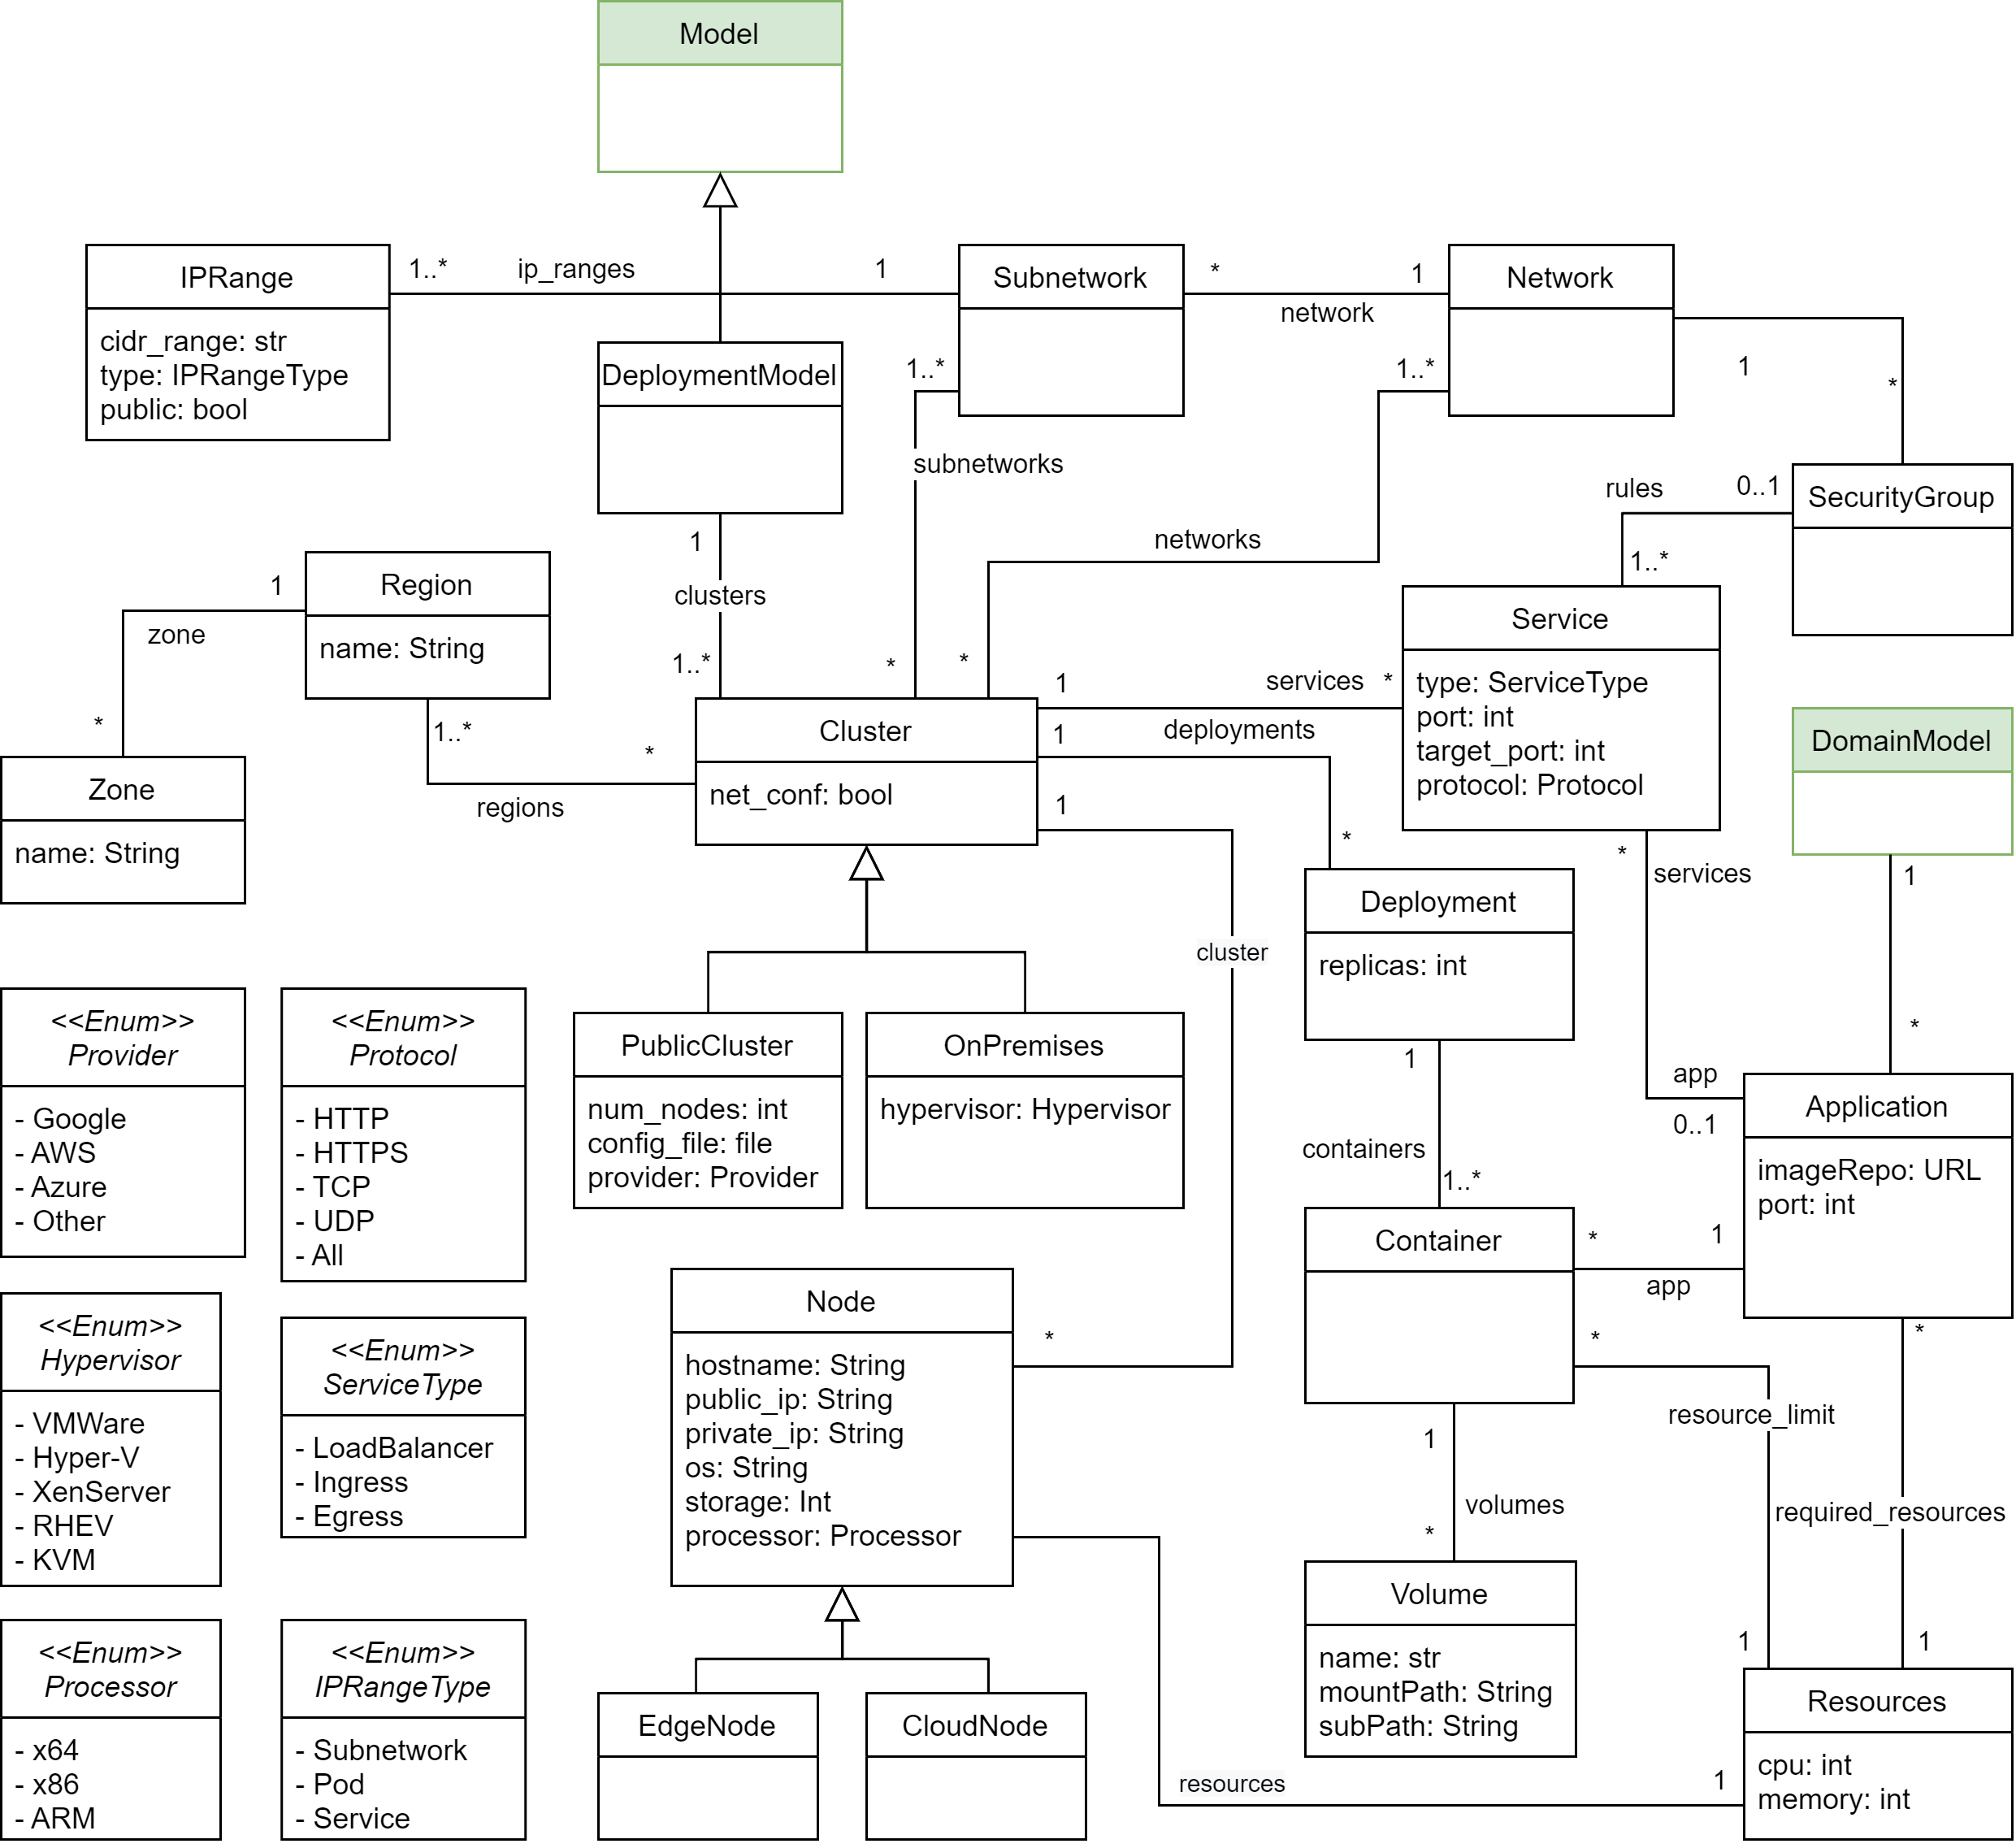 Model
IPRange
cidr_range: str
type: IPRangeType
public: bool
1..*
ip_ranges
1
Subnetwork
*
1
network
Network
1
*
DeploymentModel
1..*
subnetworks
*
1..*
networks
*
SecurityGroup
0..1
rules
1..*
1
clusters
1..*
Region
name: String
1
zone
*
Zone
name: String
1..*
*
regions
Cluster
net_conf: bool
1
services
*
1
deployments
*
1
cluster
*
Service
type: ServiceType
port: int
target_port: int
protocol: Protocol
*
services
app
0..1
DomainModel
1
*
Deployment
replicas: int
1
containers
1..*
PublicCluster
num_nodes: int
config_file: file
provider: Provider
OnPremises
hypervisor: Hypervisor
Application
imageRepo: URL
port: int
Container
*
1
app
*
resource_limit
1
*
required_resources
1
1
volumes
*
Volume
name: str
mountPath: String
subPath: String
Node
hostname: String
public_ip: String
private_ip: String
os: String
storage: Int
processor: Processor
resources
1
Resources
cpu: int
memory: int
EdgeNode
CloudNode
<<Enum>>
Provider
- Google
- AWS
- Azure
- Other
<<Enum>>
Protocol
- HTTP
- HTTPS
- TCP
- UDP
- All
<<Enum>>
Hypervisor
- VMWare
- Hyper-V
- XenServer
- RHEV
- KVM
<<Enum>>
ServiceType
- LoadBalancer
- Ingress
- Egress
<<Enum>>
Processor
- x64
- x86
- ARM
<<Enum>>
IPRangeType
- Subnetwork
- Pod
- Service